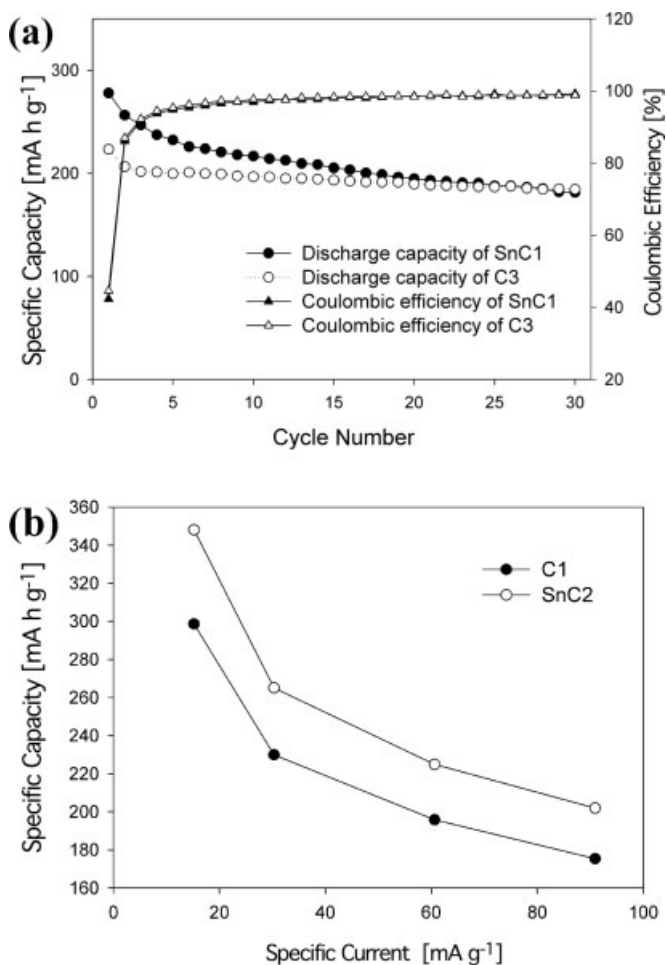 (a)
120
300
100
200
80
Discharge capacity of SnC1
Discharge capacity of C3
60
100
Coulombic efficiency of SnC1
40
Coulombic efficiency of C3
0
20
0 5 10 15 20 25 30
Cycle Number
Specific Capacity [mA h g⁻¹]
Coulombic Efficiency [%]
(b)
360
340
C1
320
SnC2
300
280
260
240
220
200
180
160
0 20 40 60 80 100
Specific Current [mA g⁻¹]
Specific Capacity [mA h g⁻¹]